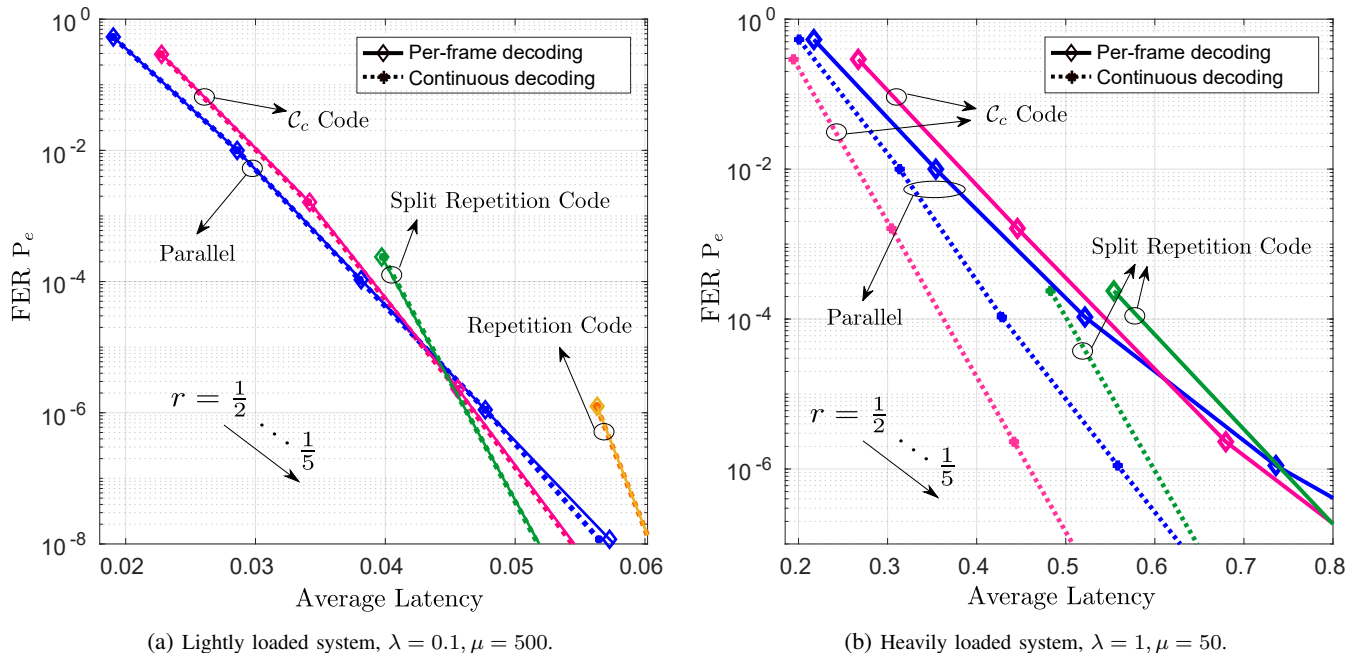 10^0
10^-2
10^-4
10^-6
10^-8
FER P_e
0.02 0.03 0.04 0.05 0.06
Average Latency
Per-frame decoding
Continuous decoding
𝒞_c Code
Parallel
Split Repetition Code
Repetition Code
r = 1/2 ⋱ 1/5
(a) Lightly loaded system, λ = 0.1, μ = 500.
10^0
10^-2
10^-4
10^-6
FER P_e
0.2 0.3 0.4 0.5 0.6 0.7 0.8
Average Latency
Per-frame decoding
Continuous decoding
𝒞_c Code
Split Repetition Code
Parallel
r = 1/2 ⋱ 1/5
(b) Heavily loaded system, λ = 1, μ = 50.